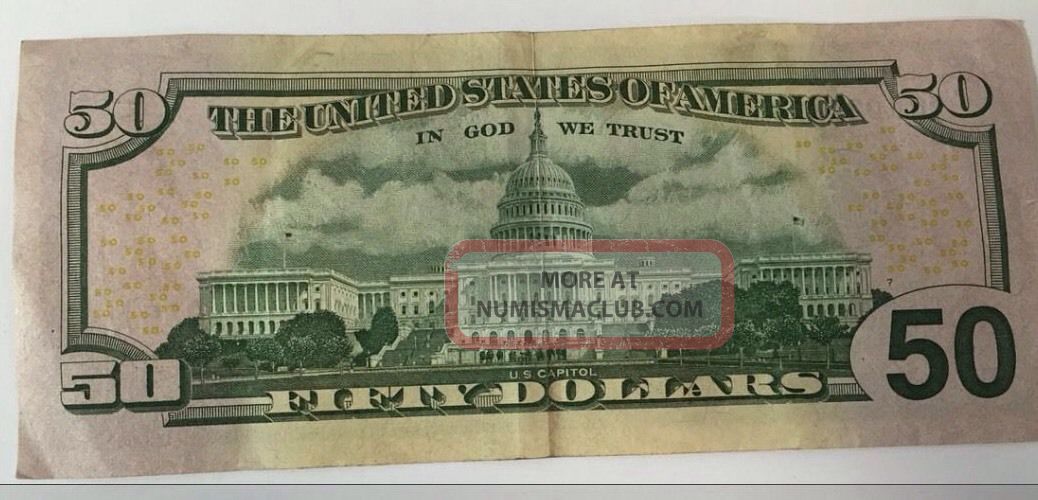 50
THE UNITED STATES OF AMERICA
50
IN GOD WE TRUST
MORE AT
NUMISMACLUB.COM
7
50
U.S. CAPITOL
50
FIFTY DOLLARS